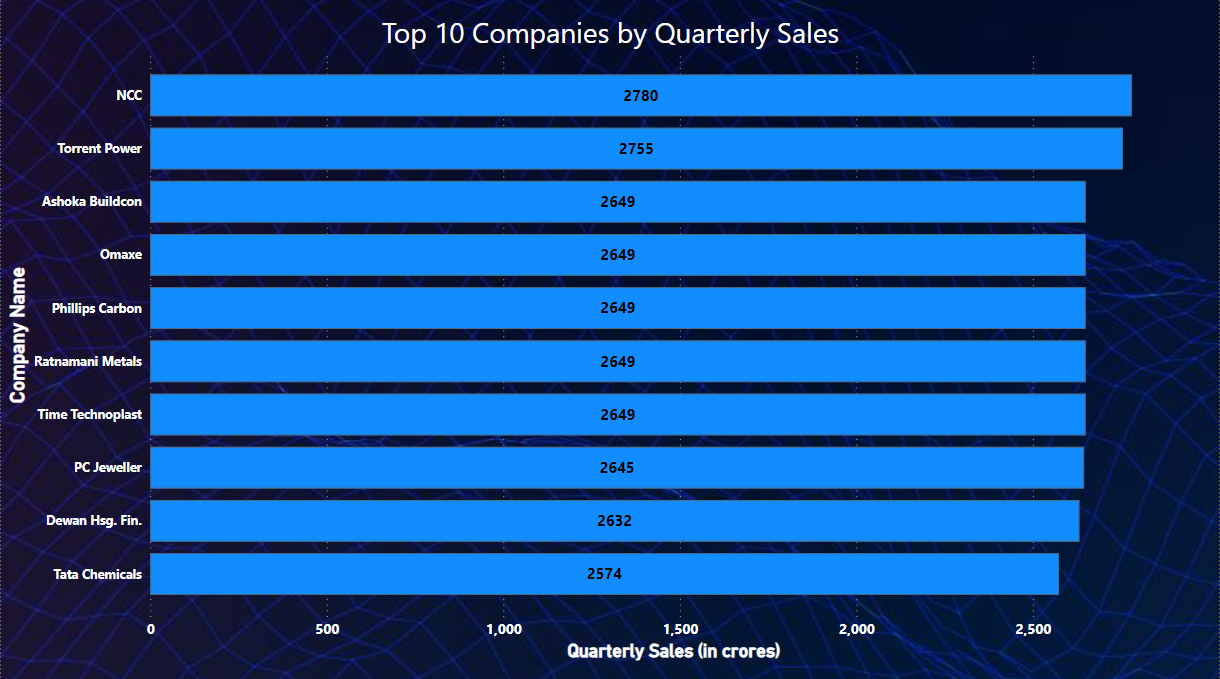 Top 10 Companies by Quarterly Sales
NCC 2780
Torrent Power 2755
Ashoka Buildcon 2649
Omaxe 2649
Phillips Carbon 2649
Ratnamani Metals 2649
Time Technoplast 2649
PC Jeweller 2645
Dewan Hsg. Fin. 2632
Tata Chemicals 2574
Company Name
0 500 1,000 1,500 2,000 2,500
Quarterly Sales (in crores)